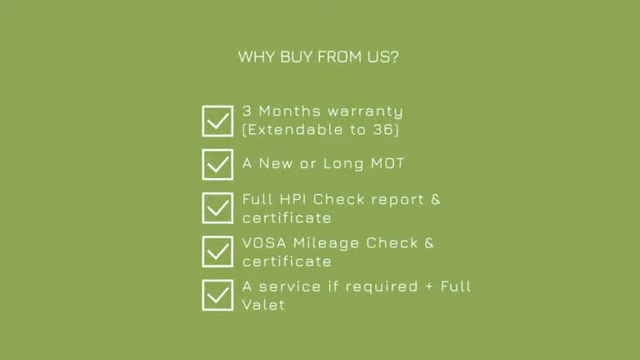 WHY BUY FROM US?
3 Months warranty
(Extendable to 36)
A New or Long MOT
Full HPI Check report &
certificate
VOSA Mileage Check &
certificate
A service if required + Full
Valet